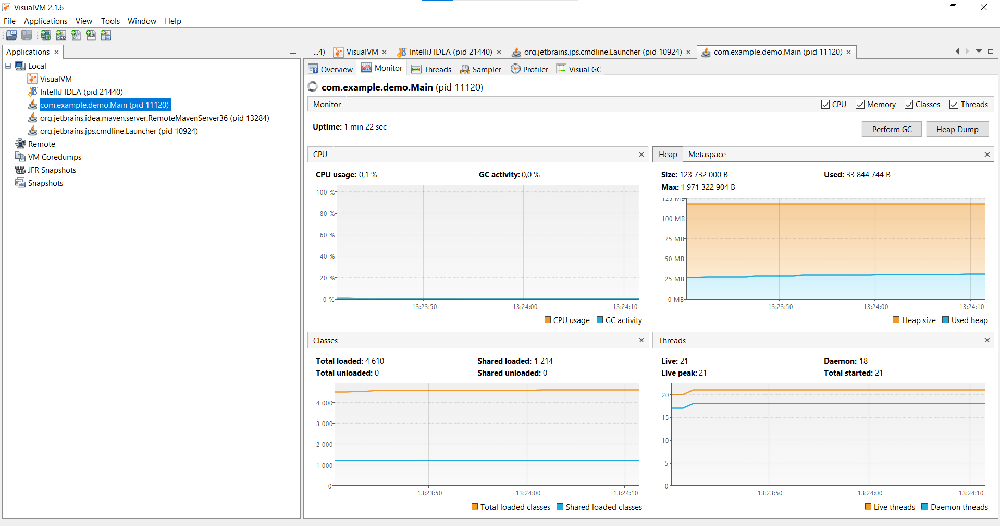 VisualVM 2.1.6
File Applications View Tools Window Help
Applications
Local
VisualVM
IntelliJ IDEA (pid 21440)
com.example.demo.Main (pid 11120)
org.jetbrains.idea.maven.server.RemoteMavenServer36 (pid 13284)
org.jetbrains.jps.cmdline.Launcher (pid 10924)
Remote
VM Coredumps
JFR Snapshots
Snapshots
...4) VisualVM IntelliJ IDEA (pid 21440) org.jetbrains.jps.cmdline.Launcher (pid 10924) com.example.demo.Main (pid 11120)
Overview Monitor Threads Sampler Profiler Visual GC
com.example.demo.Main (pid 11120)
Monitor CPU Memory Classes Threads
Uptime: 1 min 22 sec
Perform GC Heap Dump
CPU
CPU usage: 0,1 % GC activity: 0,0 %
100 %
80 %
60 %
40 %
20 %
0 %
13:23:50 13:24:00 13:24:10
CPU usage GC activity
Heap Metaspace
Size: 123 732 000 B Used: 33 844 744 B
Max: 1 971 322 904 B
125 MB
100 MB
75 MB
50 MB
25 MB
0 MB
13:23:50 13:24:00 13:24:10
Heap size Used heap
Classes
Total loaded: 4 610 Shared loaded: 1 214
Total unloaded: 0 Shared unloaded: 0
4 000
3 000
2 000
1 000
0
13:23:50 13:24:00 13:24:10
Total loaded classes Shared loaded classes
Threads
Live: 21 Daemon: 18
Live peak: 21 Total started: 21
20
15
10
5
0
13:23:50 13:24:00 13:24:10
Live threads Daemon threads